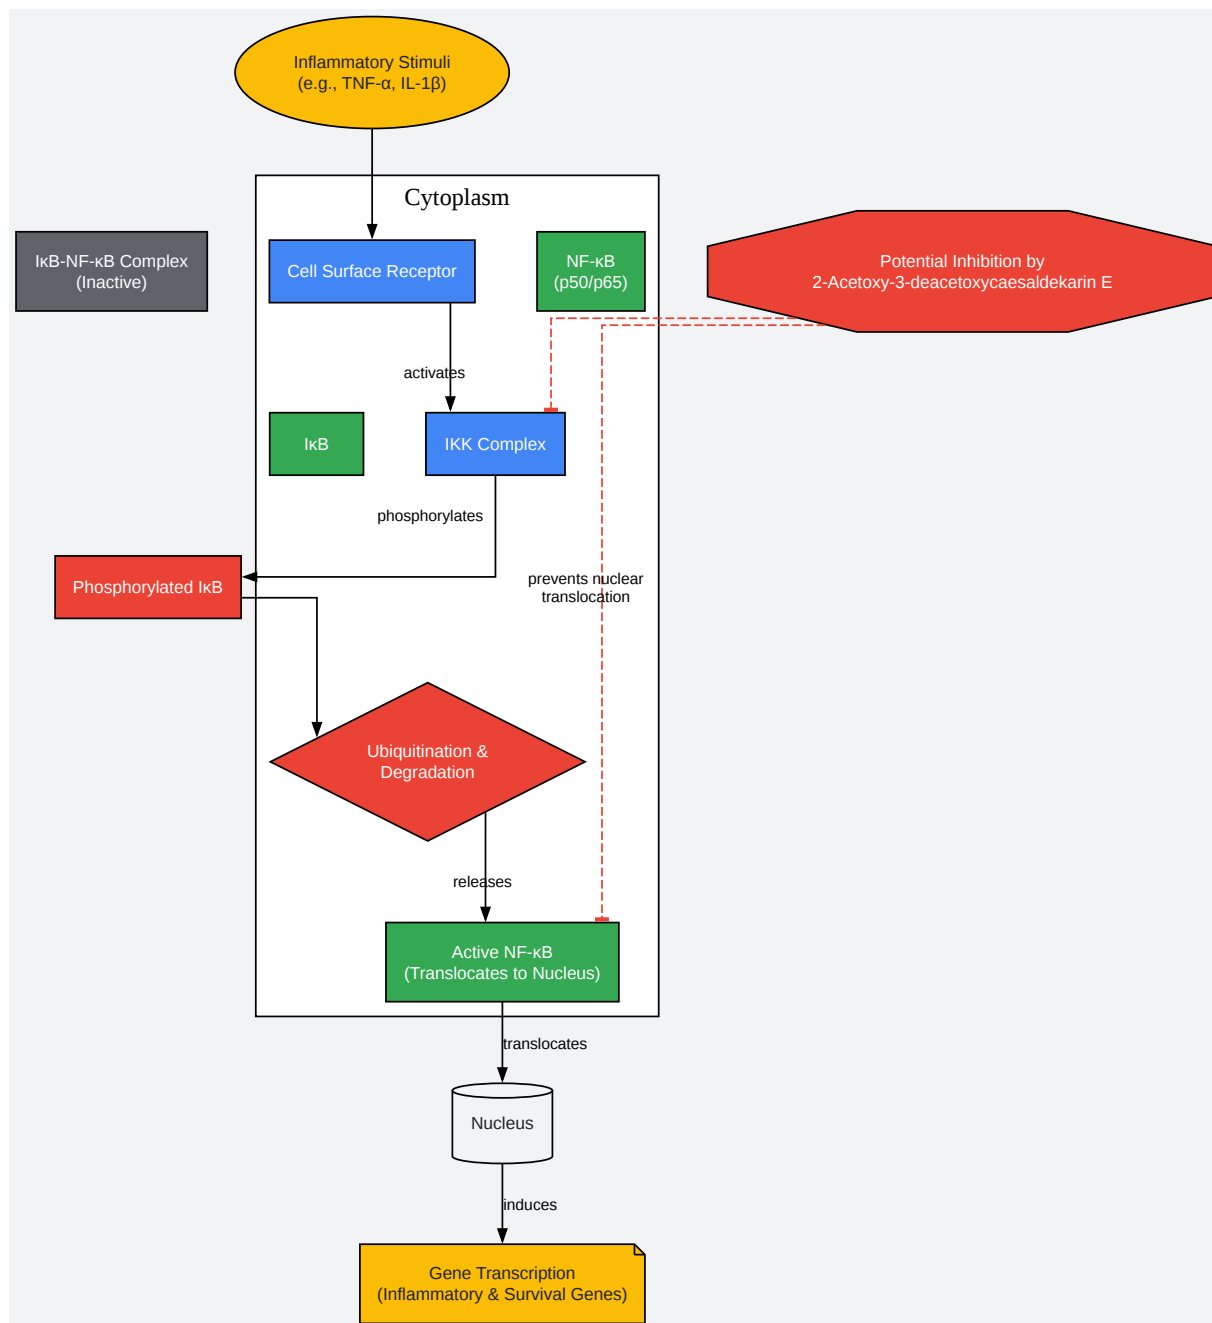 Inflammatory Stimuli
(e.g., TNF-α, IL-1β)
Cytoplasm
IκB-NF-κB Complex
(Inactive)
Cell Surface Receptor
NF-κB
(p50/p65)
Potential Inhibition by
2-Acetoxy-3-deacetoxycaesaldekarin E
activates
IκB
IKK Complex
phosphorylates
Phosphorylated IκB
prevents nuclear
translocation
Ubiquitination &
Degradation
releases
Active NF-κB
(Translocates to Nucleus)
translocates
Nucleus
induces
Gene Transcription
(Inflammatory & Survival Genes)